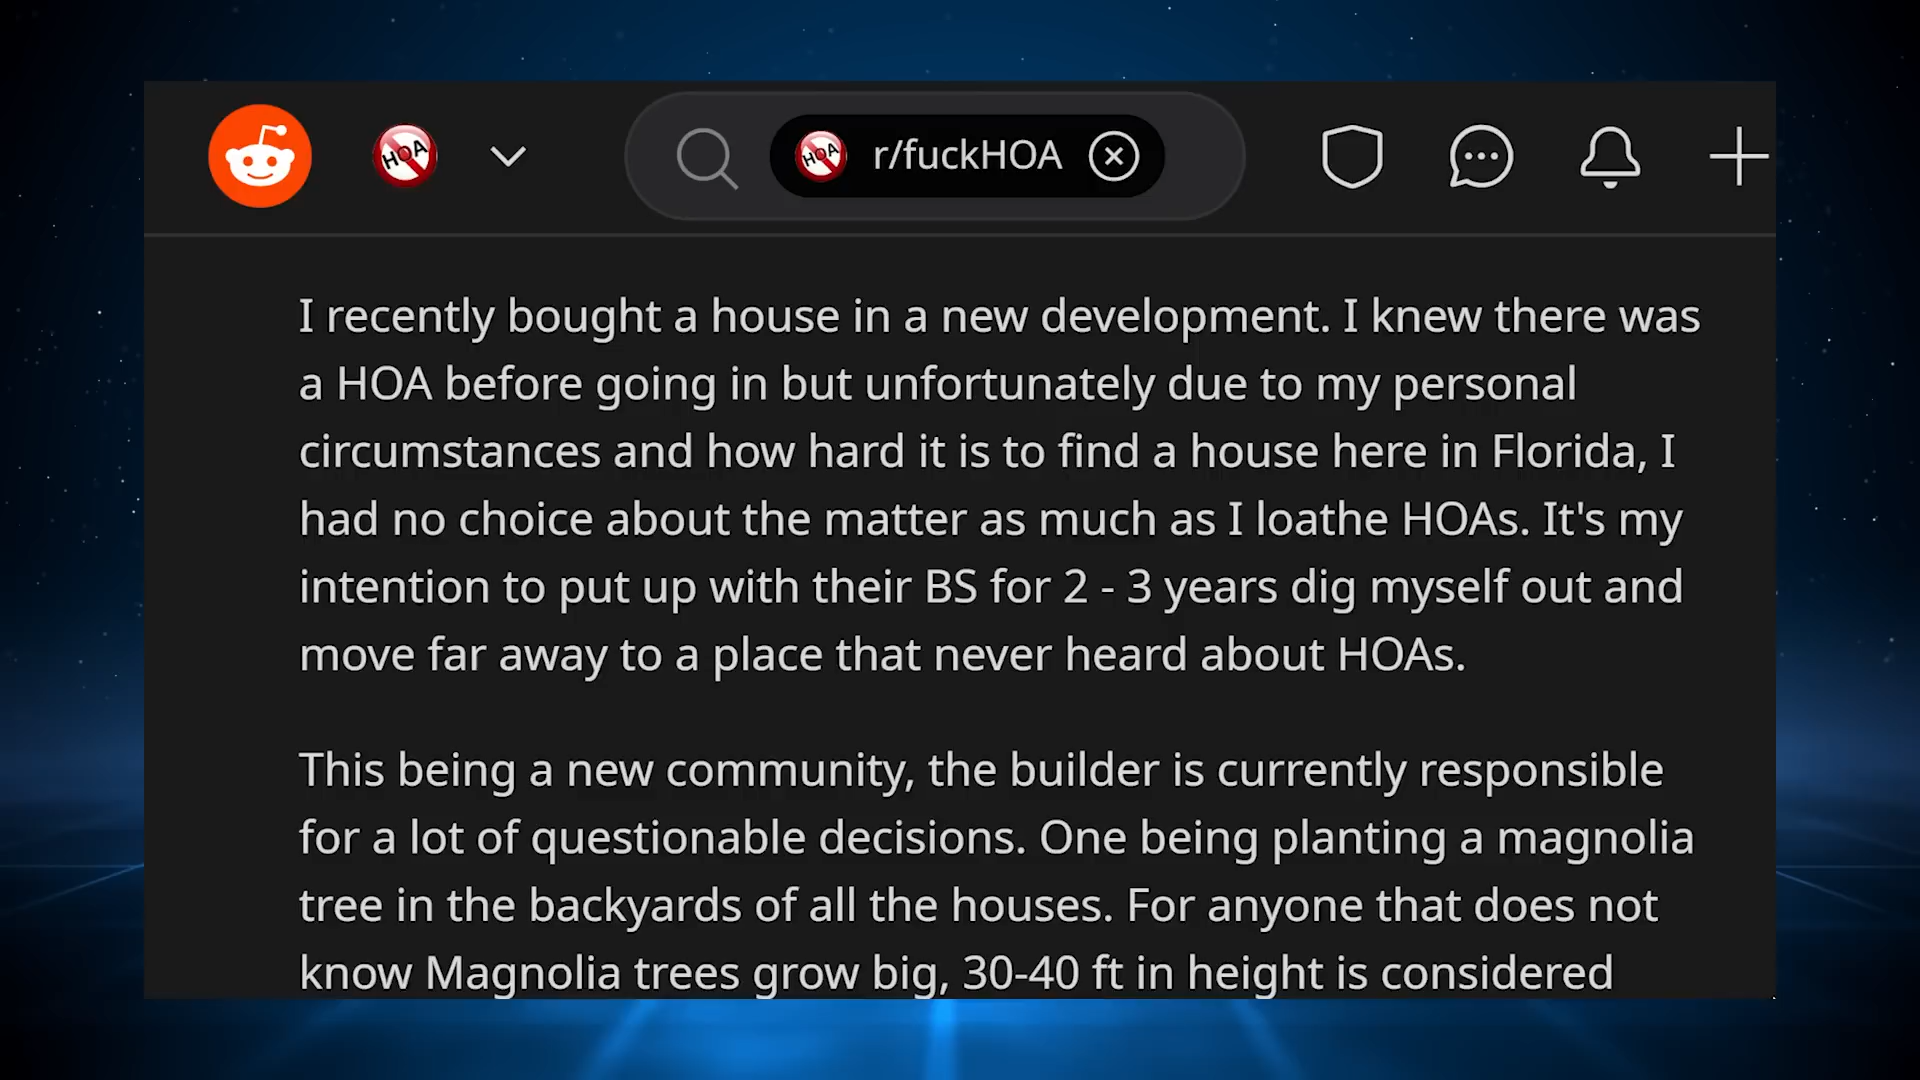 HOA
HOA r/fuckHOA
I recently bought a house in a new development. I knew there was
a HOA before going in but unfortunately due to my personal
circumstances and how hard it is to find a house here in Florida, I
had no choice about the matter as much as I loathe HOAs. It's my
intention to put up with their BS for 2 - 3 years dig myself out and
move far away to a place that never heard about HOAs.
This being a new community, the builder is currently responsible
for a lot of questionable decisions. One being planting a magnolia
tree in the backyards of all the houses. For anyone that does not
know Magnolia trees grow big, 30-40 ft in height is considered